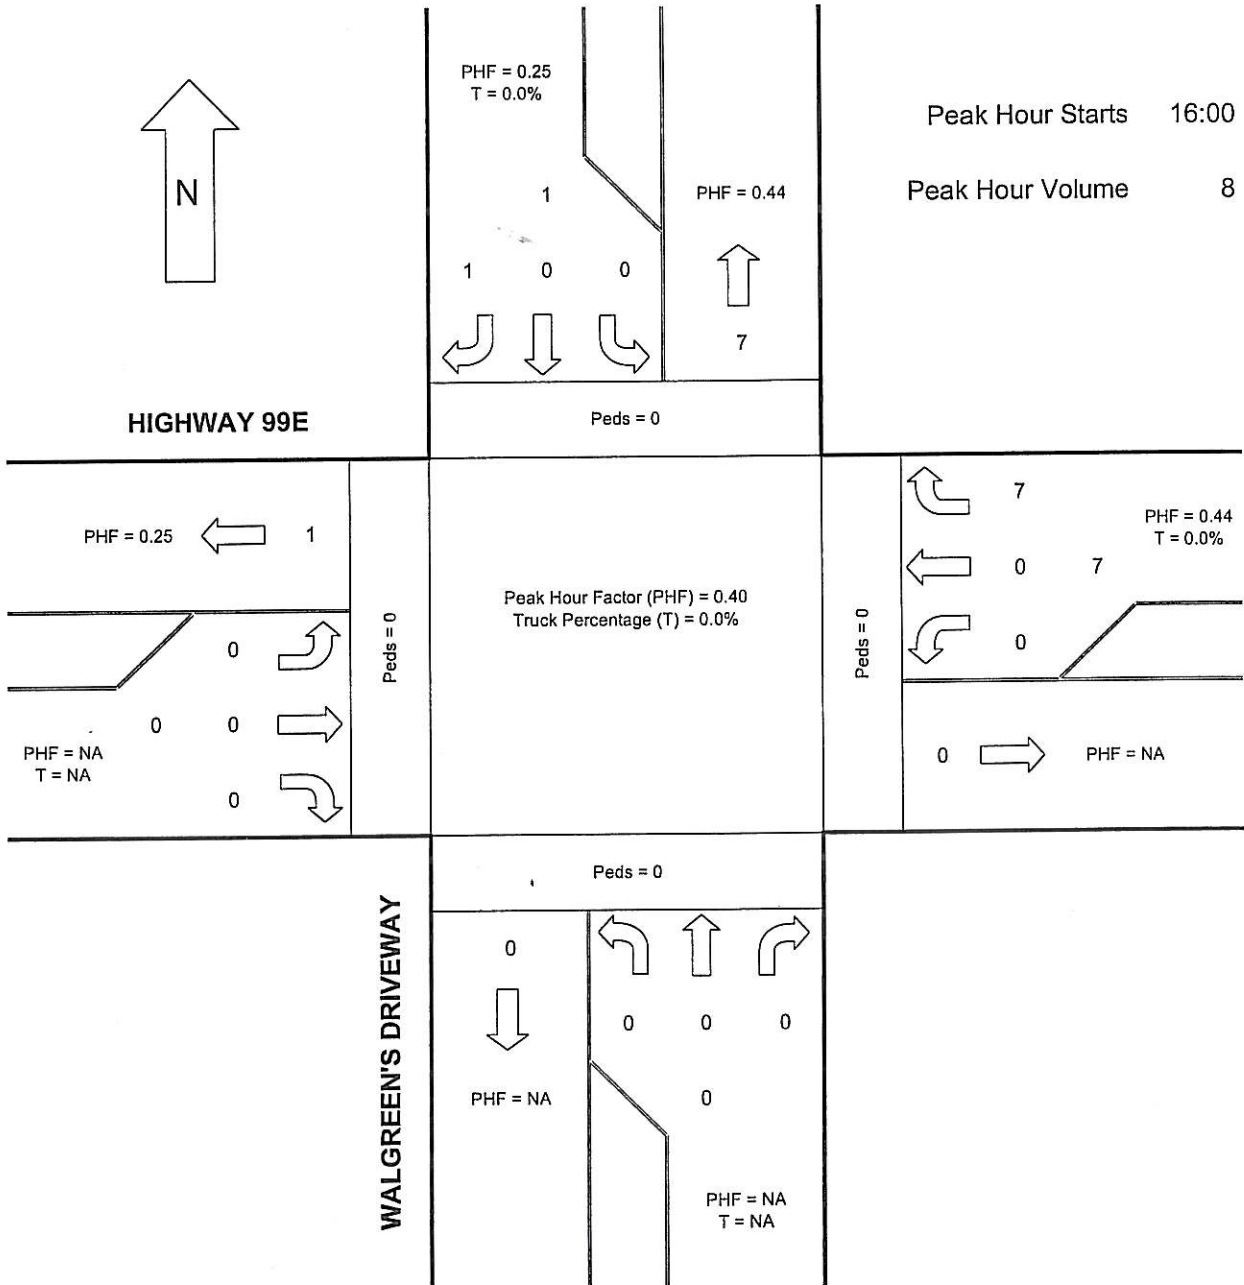 PHF = 0.25
T = 0.0%
Peak Hour Starts 16:00
N
1
PHF = 0.44
Peak Hour Volume 8
1 0 0
7
HIGHWAY 99E
Peds = 0
7
PHF = 0.44
T = 0.0%
PHF = 0.25
1
0 7
Peak Hour Factor (PHF) = 0.40
Truck Percentage (T) = 0.0%
Peds = 0
Peds = 0
0
0
0 0
PHF = NA
T = NA
0
0
PHF = NA
Peds = 0
WALGREEN'S DRIVEWAY
0
0 0 0
PHF = NA
0
PHF = NA
T = NA